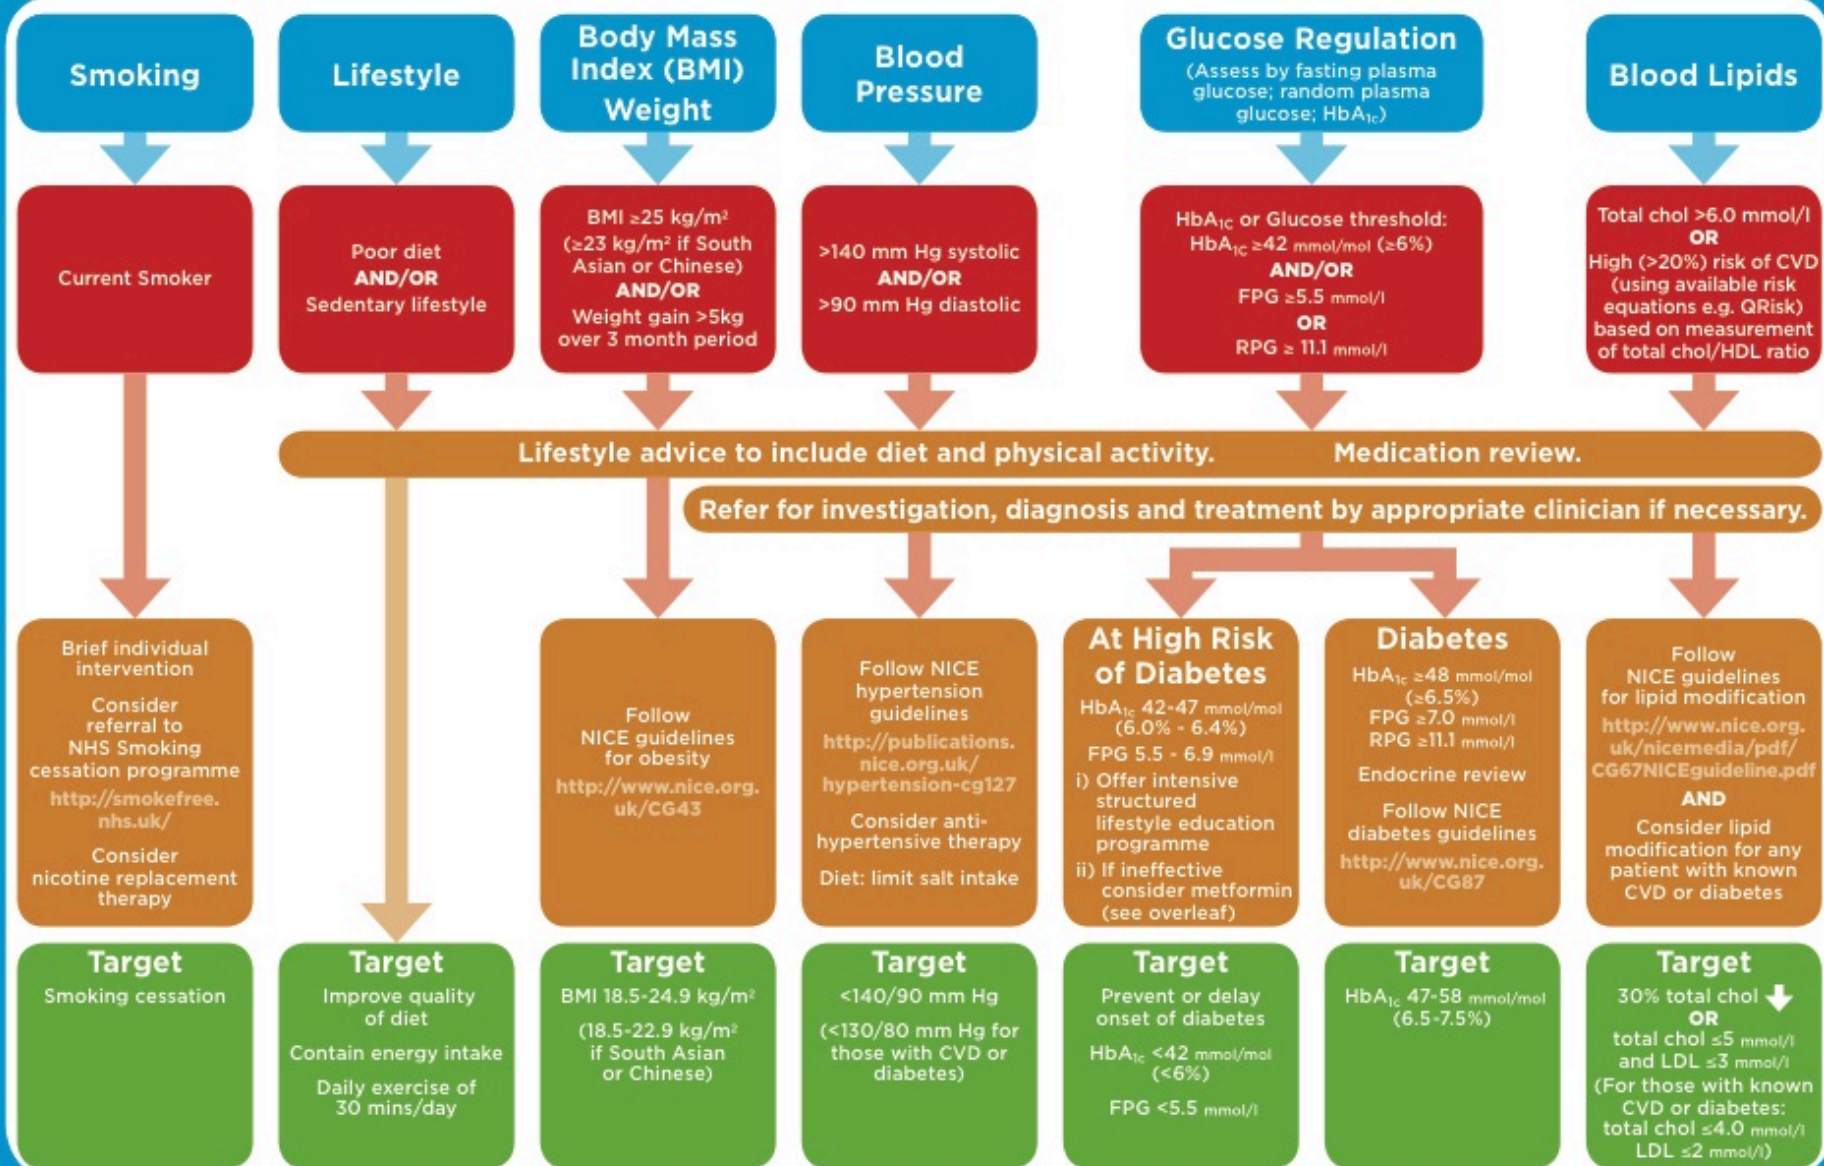 Smoking
Lifestyle
Body Mass
Index (BMI)
Weight
Blood
Pressure
Glucose Regulation
(Assess by fasting plasma
glucose; random plasma
glucose; HbA1c)
Blood Lipids
Current Smoker
Poor diet
AND/OR
Sedentary lifestyle
BMI ≥25 kg/m²
(≥23 kg/m² if South
Asian or Chinese)
AND/OR
Weight gain >5kg
over 3 month period
>140 mm Hg systolic
AND/OR
>90 mm Hg diastolic
HbA1C or Glucose threshold:
HbA1C ≥42 mmol/mol (≥6%)
AND/OR
FPG ≥5.5 mmol/l
OR
RPG ≥ 11.1 mmol/l
Total chol >6.0 mmol/l
OR
High (>20%) risk of CVD
(using available risk
equations e.g. QRisk)
based on measurement
of total chol/HDL ratio
Lifestyle advice to include diet and physical activity. Medication review.
Refer for investigation, diagnosis and treatment by appropriate clinician if necessary.
Brief individual
intervention
Consider
referral to
NHS Smoking
cessation programme
http://smokefree.
nhs.uk/
Consider
nicotine replacement
therapy
Follow
NICE guidelines
for obesity
http://www.nice.org.
uk/CG43
Follow NICE
hypertension
guidelines
http://publications.
nice.org.uk/
hypertension-cg127
Consider anti-
hypertensive therapy
Diet: limit salt intake
At High Risk
of Diabetes
HbA1c 42-47 mmol/mol
(6.0% - 6.4%)
FPG 5.5 - 6.9 mmol/l
i) Offer intensive
structured
lifestyle education
programme
ii) If ineffective
consider metformin
(see overleaf)
Diabetes
HbA1c ≥48 mmol/mol
(≥6.5%)
FPG ≥7.0 mmol/l
RPG ≥11.1 mmol/l
Endocrine review
Follow NICE
diabetes guidelines
http://www.nice.org.
uk/CG87
Follow
NICE guidelines
for lipid modification
http://www.nice.org.
uk/nicemedia/pdf/
CG67NICEguideline.pdf
AND
Consider lipid
modification for any
patient with known
CVD or diabetes
Target
Smoking cessation
Target
Improve quality
of diet
Contain energy intake
Daily exercise of
30 mins/day
Target
BMI 18.5-24.9 kg/m²
(18.5-22.9 kg/m²
if South Asian
or Chinese)
Target
<140/90 mm Hg
(<130/80 mm Hg for
those with CVD or
diabetes)
Target
Prevent or delay
onset of diabetes
HbA1c <42 mmol/mol
(<6%)
FPG <5.5 mmol/l
Target
HbA1c 47-58 mmol/mol
(6.5-7.5%)
Target
30% total chol
OR
total chol ≤5 mmol/l
and LDL ≤3 mmol/l
(For those with known
CVD or diabetes:
total chol ≤4.0 mmol/l
LDL ≤2 mmol/l)